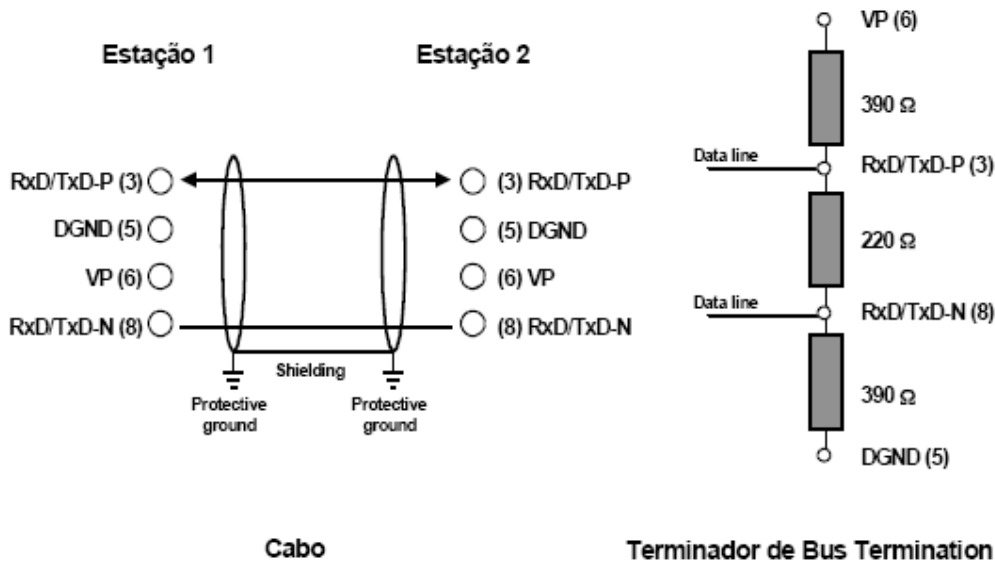 Estação 1
Estação 2
RxD/TxD-P (3)
(3) RxD/TxD-P
DGND (5)
(5) DGND
VP (6)
(6) VP
RxD/TxD-N (8)
(8) RxD/TxD-N
Shielding
Protective
ground
Protective
ground
Cabo
VP (6)
390 Ω
Data line
RxD/TxD-P (3)
220 Ω
Data line
RxD/TxD-N (8)
390 Ω
DGND (5)
Terminador de Bus Termination